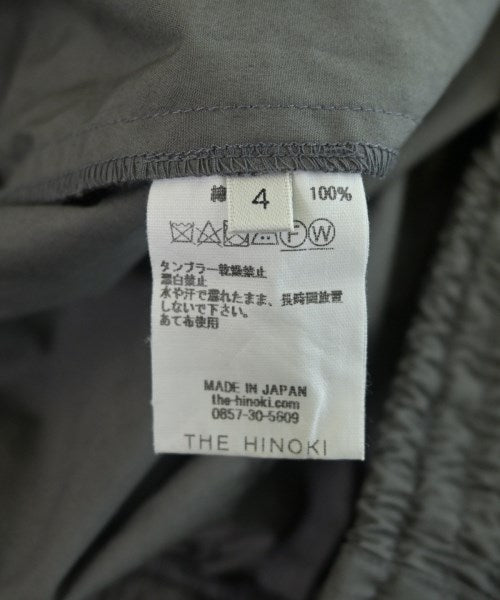 綿 4 100%
F W
タンブラー乾燥禁止
漂白禁止
水や汗で濡れたまま、長時間放置
しないで下さい。
あて布使用
MADE IN JAPAN
the-hinoki.com
0857-30-5609
THE HINOKI